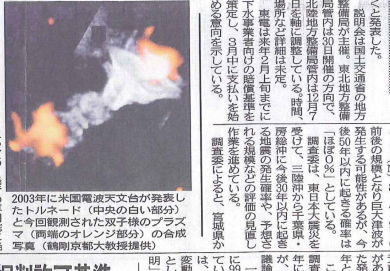 くと発表した。
説明会は国土交通省の地方
整備局が主催。東北地方整備
局管内は30日開催の方向で、
北陸地方整備局管内は12月7
日を軸に調整している。時間、
場所など詳細は未定。
東電は来年2月上旬までに
下水事業者向けの賠償基準を
策定し、3月中に支払いを始
める意向を示している。
前後の規模となり巨大津波が
発生する可能性があるが、今
後50年以内に起きる確率は
「ほぼ0%」としている。
調査委は、東日本大震災を
受けて、三陸沖から千葉県・
房総沖に今後30年以内に起き
る地震の発生確率や、予想さ
れる規模などの評価の見直し
作業を進めている。
調査委によると、宮城県か
2003年に米国電波天文台が発表し
たトルネード（中央の白い部分）
と今回観測された双子様のプラズ
マ（両端のオレンジ部分）の合成
写真（鶴剛京都大教授提供）